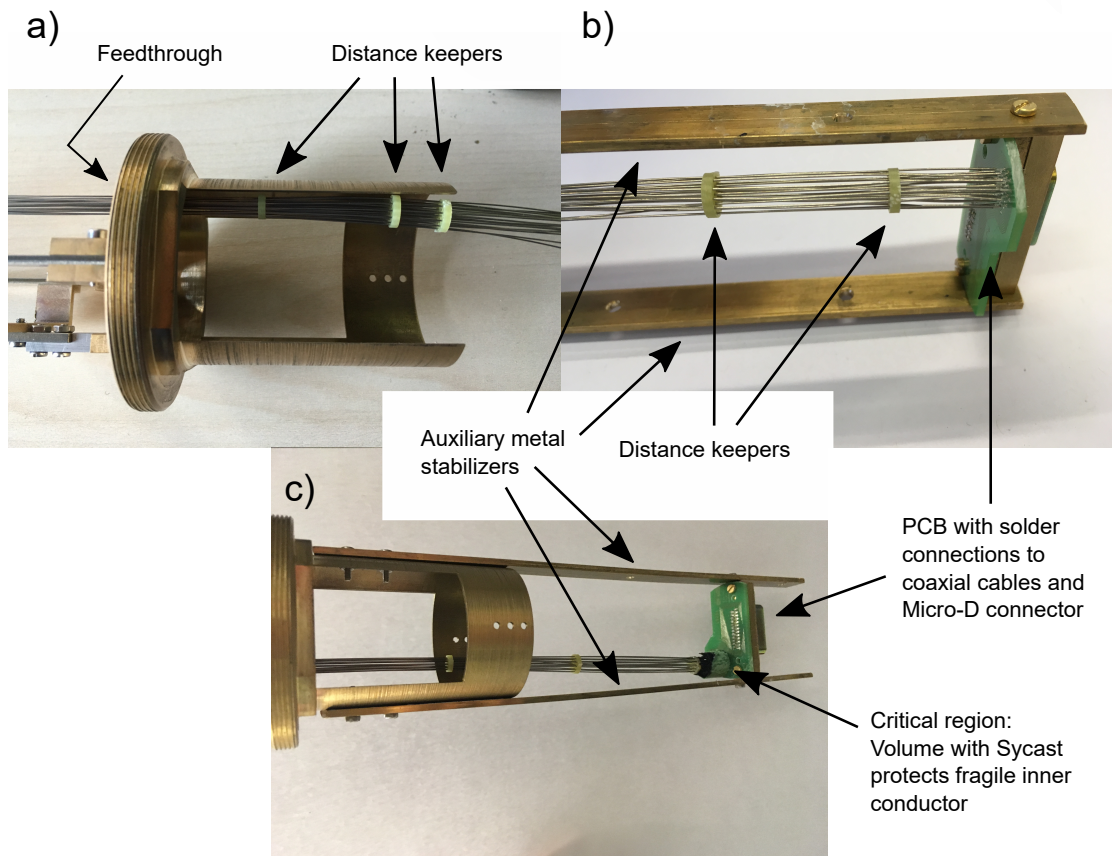 a)
Feedthrough
Distance keepers
b)
Auxiliary metal
stabilizers
Distance keepers
c)
PCB with solder
connections to
coaxial cables and
Micro-D connector
Critical region:
Volume with Sycast
protects fragile inner
conductor